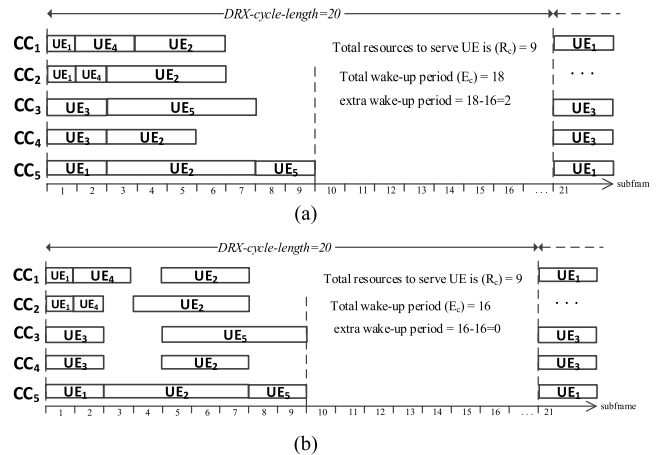 DRX-cycle-length=20
CC1 UE1 UE4 UE2 Total resources to serve UE is (Rc) = 9 UE1
CC2 UE1 UE4 UE2 Total wake-up period (Ec) = 18 . . .
CC3 UE3 UE5 extra wake-up period = 18-16=2 UE3
CC4 UE3 UE2 UE3
CC5 UE1 UE2 UE5 UE1
1 2 3 4 5 6 7 8 9 10 11 12 13 14 15 16 . . . 21 subfram
(a)
DRX-cycle-length=20
CC1 UE1 UE4 UE2 Total resources to serve UE is (Rc) = 9 UE1
CC2 UE1 UE4 UE2 Total wake-up period (Ec) = 16 . . .
CC3 UE3 UE5 extra wake-up period = 16-16=0 UE3
CC4 UE3 UE2 UE3
CC5 UE1 UE2 UE5 UE1
1 2 3 4 5 6 7 8 9 10 11 12 13 14 15 16 . . . 21 subframe
(b)